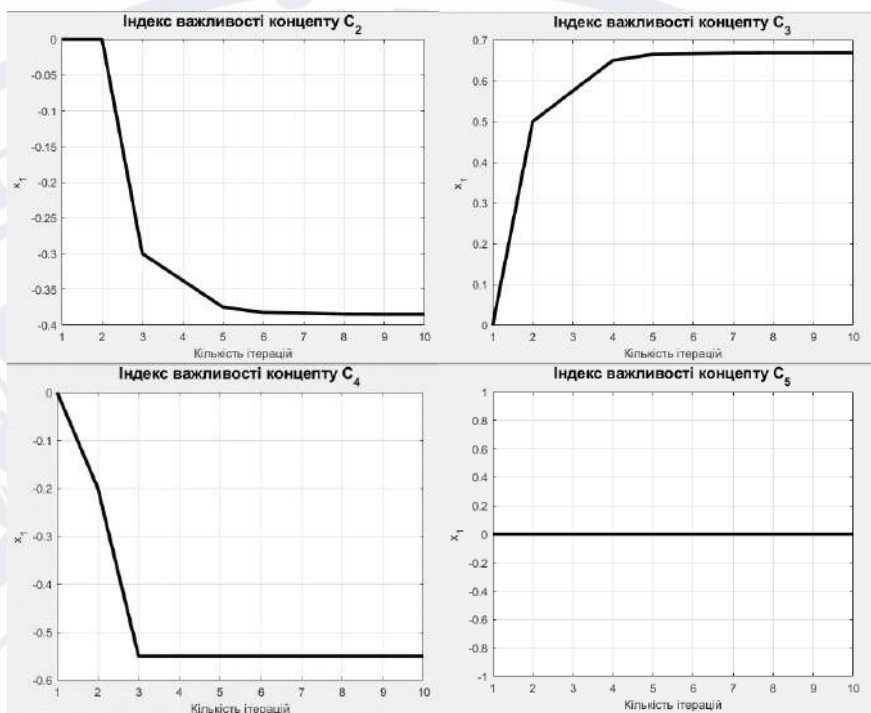 Індекс важливості концепту C₂
0
-0.05
-0.1
-0.15
-0.2
-0.25
-0.3
-0.35
-0.4
x₁
1 2 3 4 5 6 7 8 9 10
Кількість ітерацій
Індекс важливості концепту C₃
0.7
0.6
0.5
0.4
0.3
0.2
0.1
0
x₁
1 2 3 4 5 6 7 8 9 10
Кількість ітерацій
Індекс важливості концепту C₄
0
-0.1
-0.2
-0.3
-0.4
-0.5
-0.6
x₁
1 2 3 4 5 6 7 8 9 10
Кількість ітерацій
Індекс важливості концепту C₅
1
0.8
0.6
0.4
0.2
0
-0.2
-0.4
-0.6
-0.8
-1
x₁
1 2 3 4 5 6 7 8 9 10
Кількість ітерацій